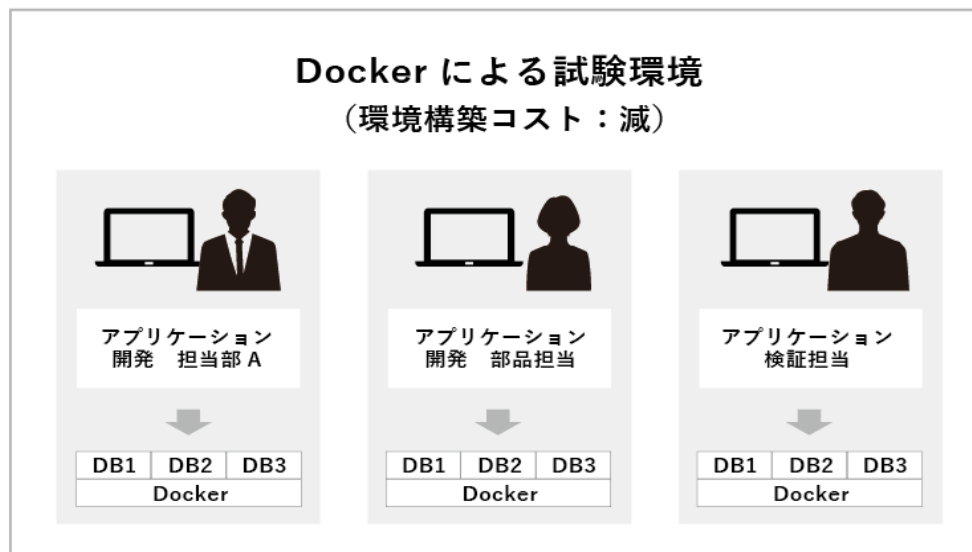 Docker による試験環境
（環境構築コスト：減）
アプリケーション
開発　担当部 A
DB1 DB2 DB3
Docker
アプリケーション
開発　部品担当
DB1 DB2 DB3
Docker
アプリケーション
検証担当
DB1 DB2 DB3
Docker